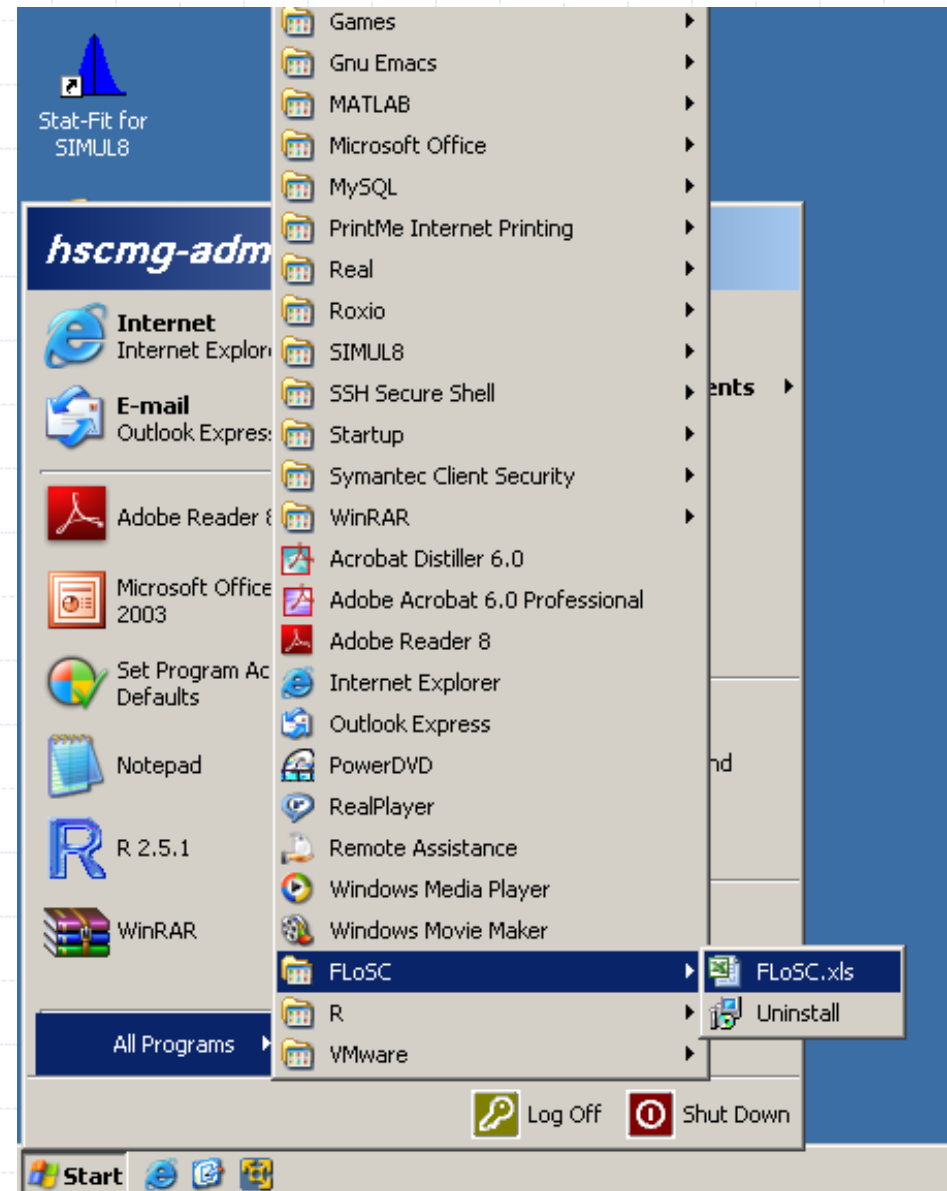 Stat-Fit for
SIMUL8
hscmg-adm
Internet
Internet Explor
E-mail
Outlook Expres
Adobe Reader
Microsoft Office
2003
Set Program Ac
Defaults
Notepad
R 2.5.1
WinRAR
All Programs
Games
Gnu Emacs
MATLAB
Microsoft Office
MySQL
PrintMe Internet Printing
Real
Roxio
SIMUL8
SSH Secure Shell
Startup
Symantec Client Security
WinRAR
Acrobat Distiller 6.0
Adobe Acrobat 6.0 Professional
Adobe Reader 8
Internet Explorer
Outlook Express
PowerDVD
RealPlayer
Remote Assistance
Windows Media Player
Windows Movie Maker
FLoSC
R
VMware
ents
nd
FLoSC.xls
Uninstall
Log Off
Shut Down
Start